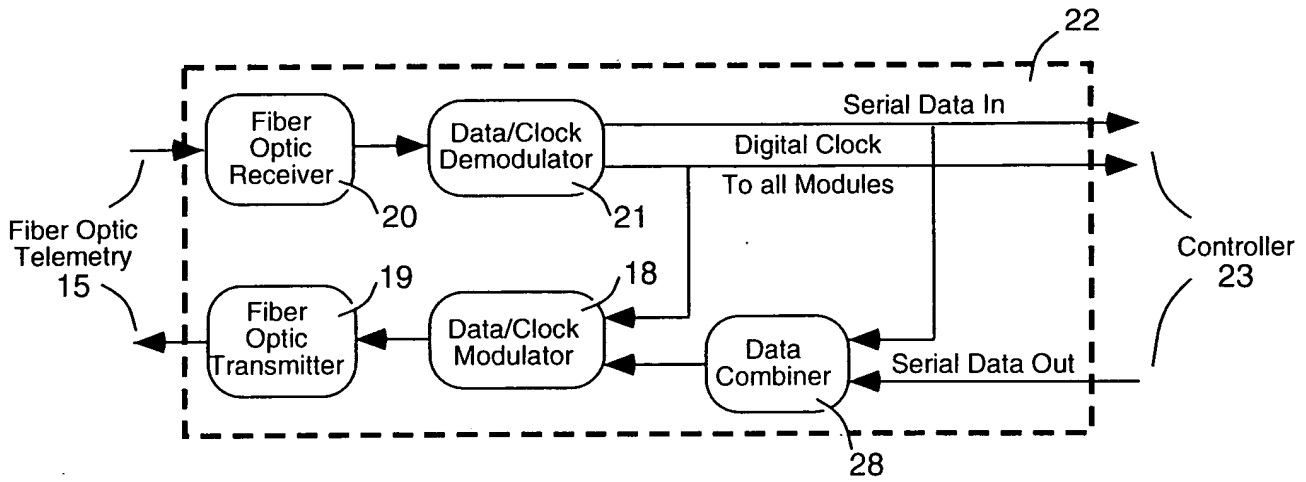 22
Serial Data In
Fiber
Optic
Receiver
20
Data/Clock
Demodulator
21
Digital Clock
To all Modules
Fiber Optic
Telemetry
15
Controller
23
19
Fiber
Optic
Transmitter
18
Data/Clock
Modulator
Data
Combiner
28
Serial Data Out